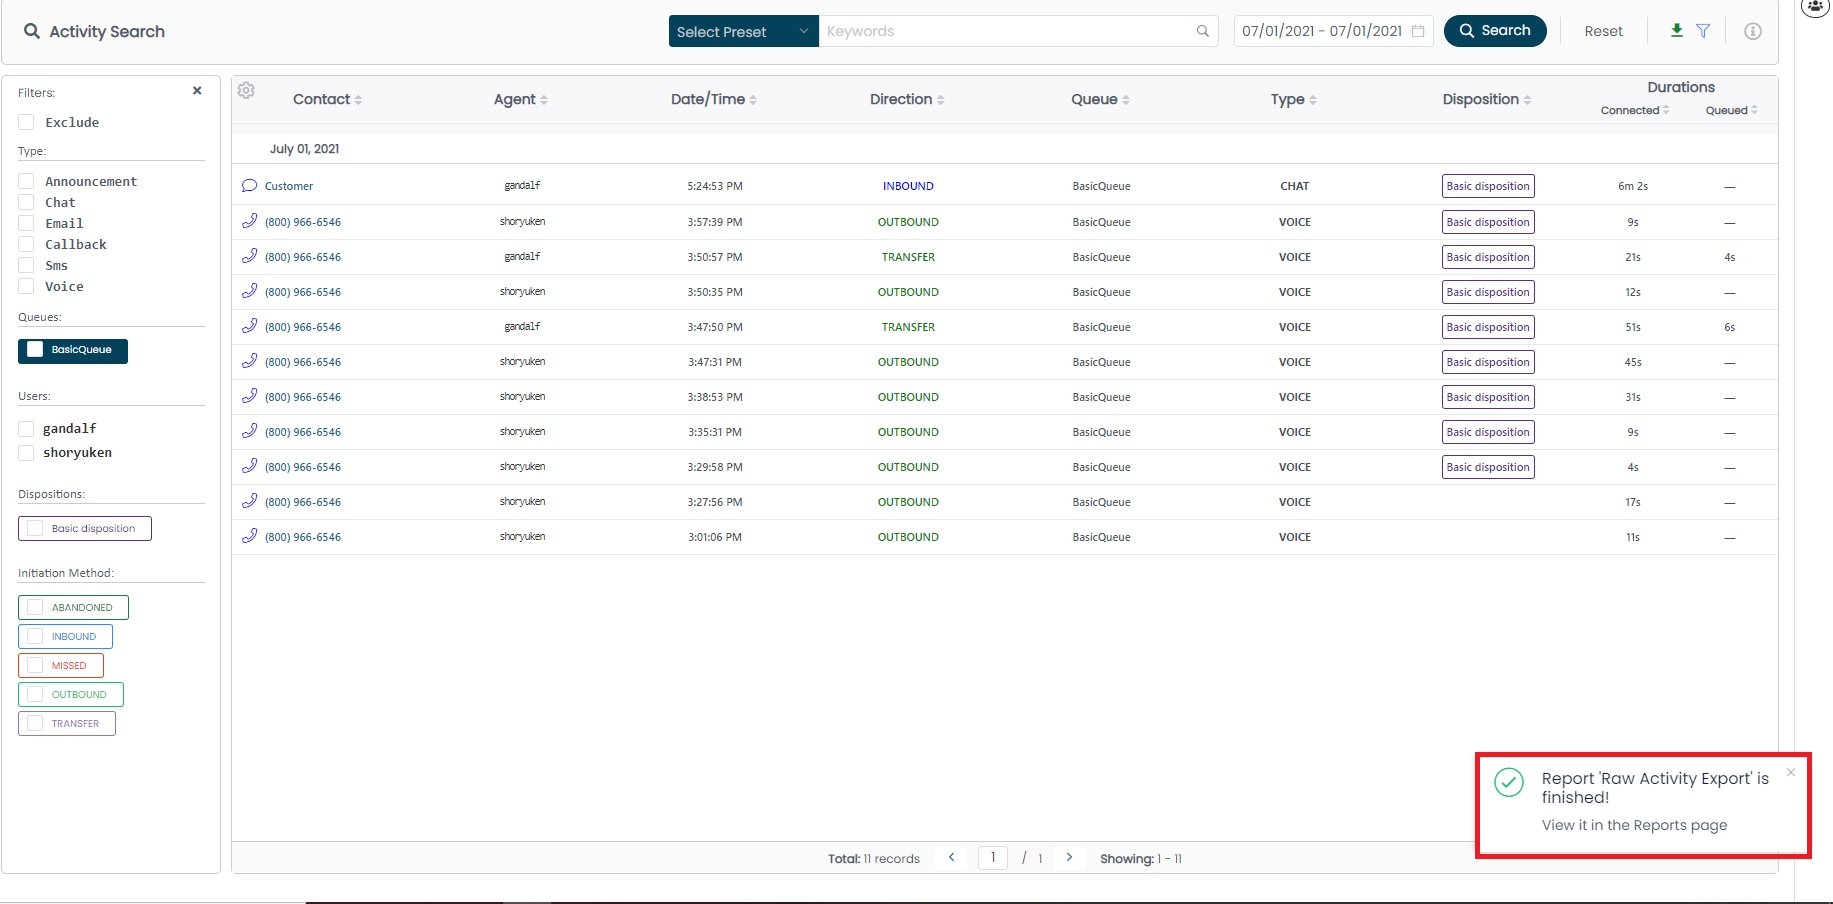 Activity Search
Select Preset
Keywords
07/01/2021 - 07/01/2021
Search
Reset
Filters:
Exclude
Type:
Announcement
Chat
Email
Callback
Sms
Voice
Queues:
BasicQueue
Users:
gandalf
shoryuken
Dispositions:
Basic disposition
Initiation Method:
ABANDONED
INBOUND
MISSED
OUTBOUND
TRANSFER
Contact Agent Date/Time Direction Queue Type Disposition Durations
Connected Queued
July 01, 2021
Customer gandalf 5:24:53 PM INBOUND BasicQueue CHAT Basic disposition 6m 2s —
(800) 966-6546 shoryuken 3:57:39 PM OUTBOUND BasicQueue VOICE Basic disposition 9s —
(800) 966-6546 gandalf 3:50:57 PM TRANSFER BasicQueue VOICE Basic disposition 21s 4s
(800) 966-6546 shoryuken 3:50:35 PM OUTBOUND BasicQueue VOICE Basic disposition 12s —
(800) 966-6546 gandalf 3:47:50 PM TRANSFER BasicQueue VOICE Basic disposition 51s 6s
(800) 966-6546 shoryuken 3:47:31 PM OUTBOUND BasicQueue VOICE Basic disposition 45s —
(800) 966-6546 shoryuken 3:38:53 PM OUTBOUND BasicQueue VOICE Basic disposition 31s —
(800) 966-6546 shoryuken 3:35:31 PM OUTBOUND BasicQueue VOICE Basic disposition 9s —
(800) 966-6546 shoryuken 3:29:58 PM OUTBOUND BasicQueue VOICE Basic disposition 4s —
(800) 966-6546 shoryuken 3:27:56 PM OUTBOUND BasicQueue VOICE 17s —
(800) 966-6546 shoryuken 3:01:06 PM OUTBOUND BasicQueue VOICE 11s —
Report 'Raw Activity Export' is
finished!
View it in the Reports page
Total: 11 records < 1 / 1 > Showing: 1 - 11